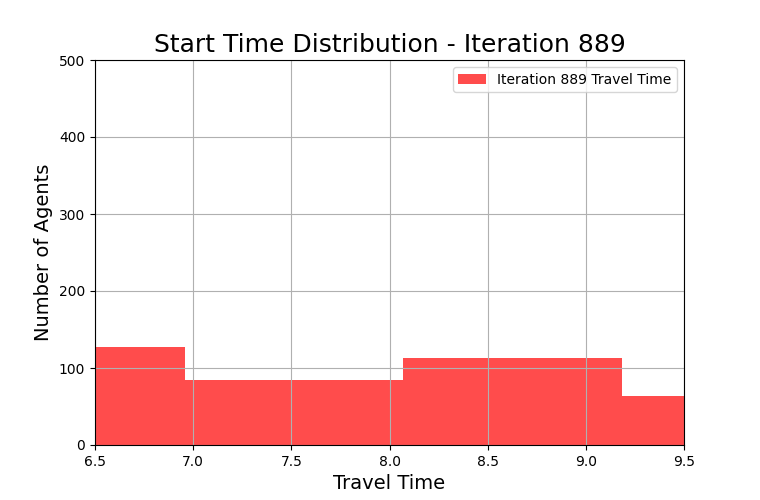 Start Time Distribution - Iteration 889
500
Iteration 889 Travel Time
400
300
200
100
0
Number of Agents
6.5 7.0 7.5 8.0 8.5 9.0 9.5
Travel Time